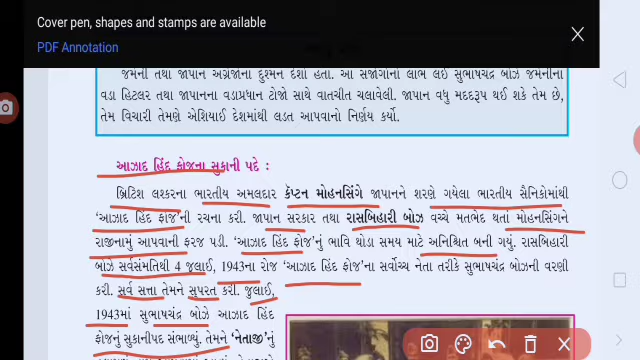 Cover pen, shapes and stamps are available
PDF Annotation
જર્મની તથા જાપાન અંગ્રેજોના દુશ્મન દેશો હતા. આ સંજોગોનો લાભ લઈ સુભાષચંદ્ર બોઝે જર્મનીના
વડા હિટલર તથા જાપાનના વડાપ્રધાન ટોજો સાથે વાતચીત ચલાવેલી. જાપાન વધુ મદદરૂપ થઈ શકે તેમ છે,
તેમ વિચારી તેમણે એશિયાઈ દેશમાંથી લડત આપવાનો નિર્ણય કર્યો.
આઝાદ હિંદ ફોજના સુકાની પદે :
બ્રિટિશ લશ્કરના ભારતીય અમલદાર કૅપ્ટન મોહનસિંગે જાપાનને શરણે ગયેલા ભારતીય સૈનિકોમાંથી
‘આઝાદ હિંદ ફોજ’ની રચના કરી. જાપાન સરકાર તથા રાસબિહારી બોઝ વચ્ચે મતભેદ થતાં મોહનસિંગને
રાજીનામું આપવાની ફરજ પડી. ‘આઝાદ હિંદ ફોજ’નું ભાવિ થોડા સમય માટે અનિશ્ચિત બની ગયું. રાસબિહારી
બોઝે સર્વસંમતિથી 4 જુલાઈ, 1943ના રોજ ‘આઝાદ હિંદ ફોજ’ના સર્વોચ્ચ નેતા તરીકે સુભાષચંદ્ર બોઝની વરણી
કરી. સર્વ સત્તા તેમને સુપરત કરી. જુલાઈ,
1943માં સુભાષચંદ્ર બોઝે આઝાદ હિંદ
ફોજનું સુકાનીપદ સંભાળ્યું. તેમને ‘નેતાજી’નું